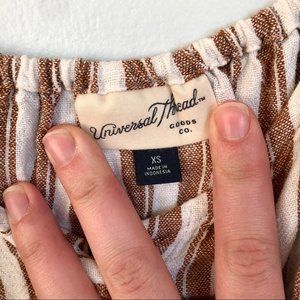 Universal Thread™
GOODS
CO.
XS
MADE IN
INDONESIA